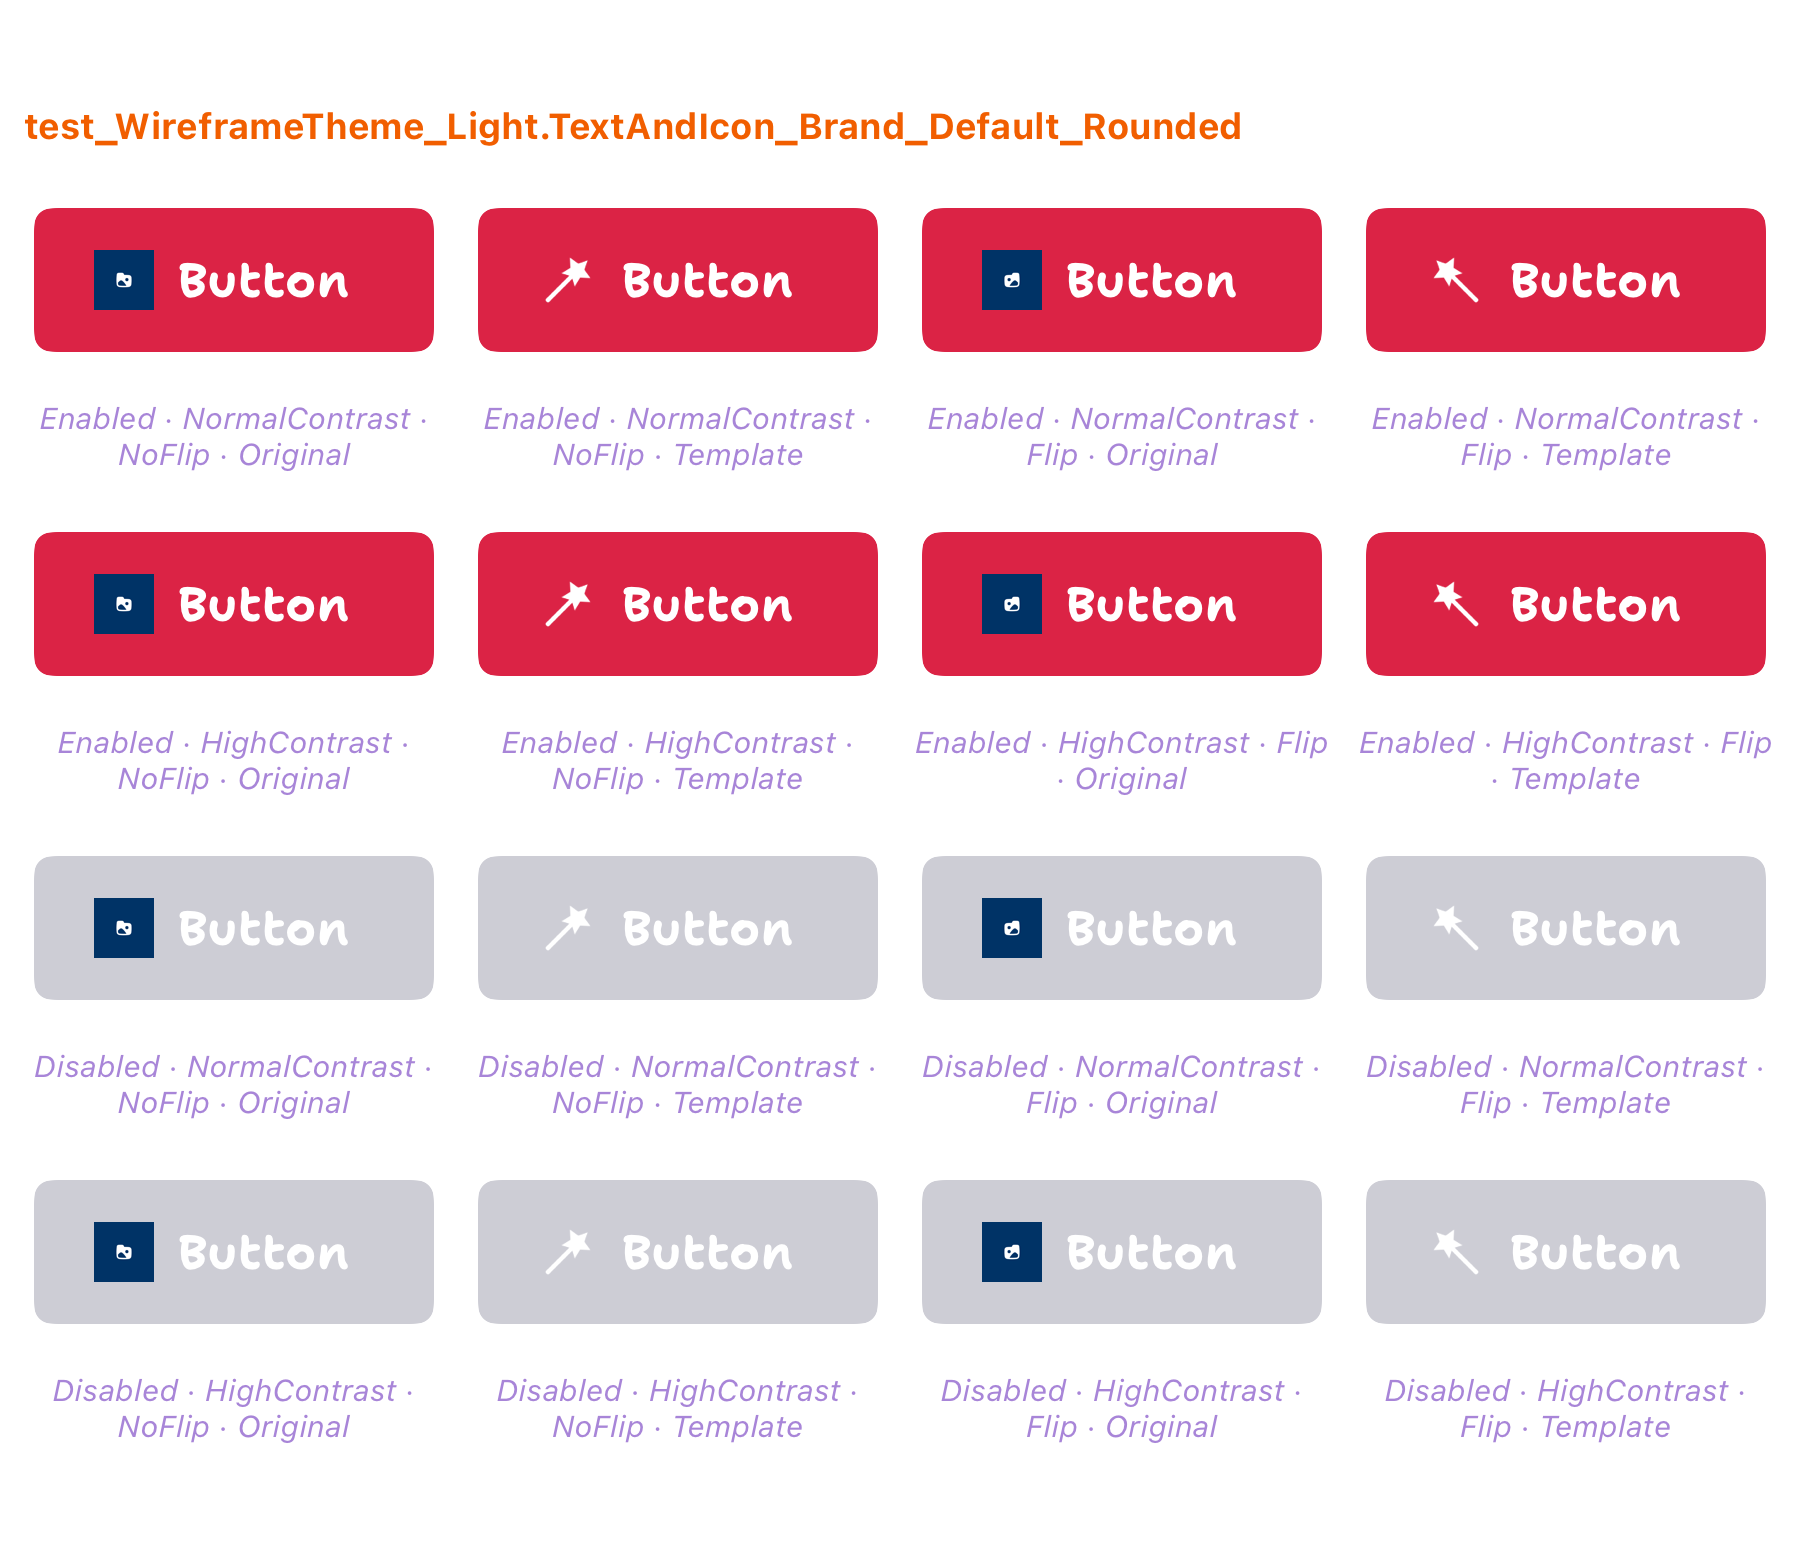 test_WireframeTheme_Light.TextAndIcon_Brand_Default_Rounded
Button Button Button Button
Enabled · NormalContrast · Enabled · NormalContrast · Enabled · NormalContrast · Enabled · NormalContrast ·
NoFlip · Original NoFlip · Template Flip · Original Flip · Template
Button Button Button Button
Enabled · HighContrast · Enabled · HighContrast · Enabled · HighContrast · Flip Enabled · HighContrast · Flip
NoFlip · Original NoFlip · Template · Original · Template
Button Button Button Button
Disabled · NormalContrast · Disabled · NormalContrast · Disabled · NormalContrast · Disabled · NormalContrast ·
NoFlip · Original NoFlip · Template Flip · Original Flip · Template
Button Button Button Button
Disabled · HighContrast · Disabled · HighContrast · Disabled · HighContrast · Disabled · HighContrast ·
NoFlip · Original NoFlip · Template Flip · Original Flip · Template